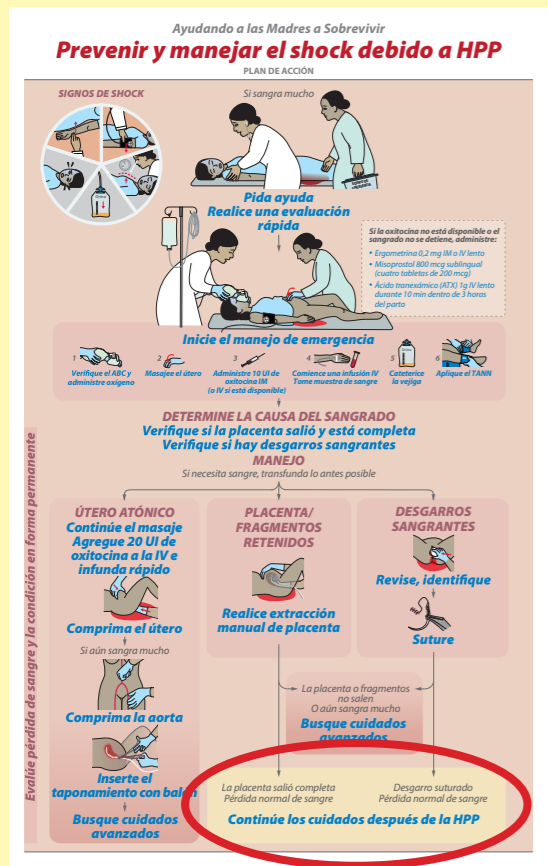 Ayudando a las Madres a Sobrevivir
Prevenir y manejar el shock debido a HPP
PLAN DE ACCIÓN
SIGNOS DE SHOCK
Si sangra mucho
Pida ayuda
Realice una evaluación
rápida
Si la oxitocina no está disponible o el
sangrado no se detiene, administre:
• Ergometrina 0,2 mg IM o IV lento
• Misoprostol 800 mcg sublingual
(cuatro tabletas de 200 mcg)
• Ácido tranexámico (ATX) 1g IV lento
durante 10 min dentro de 3 horas
del parto
Inicie el manejo de emergencia
1
Verifique el ABC y
administre oxígeno
2
Masajee el útero
3
Administre 10 UI de
oxitocina IM
(o IV si está disponible)
4
Comience una infusión IV
Tome muestra de sangre
5
Cateterice
la vejiga
6
Aplique el TANN
DETERMINE LA CAUSA DEL SANGRADO
Verifique si la placenta salió y está completa
Verifique si hay desgarros sangrantes
MANEJO
Si necesita sangre, transfunda lo antes posible
Evalúe pérdida de sangre y la condición en forma permanente
ÚTERO ATÓNICO
Continúe el masaje
Agregue 20 UI de
oxitocina a la IV e
infunda rápido
Comprima el útero
Si aún sangra mucho
Comprima la aorta
Inserte el
taponamiento con balón
Busque cuidados
avanzados
PLACENTA/
FRAGMENTOS
RETENIDOS
Realice extracción
manual de placenta
DESGARROS
SANGRANTES
Revise, identifique
Suture
La placenta o fragmentos
no salen
O aún sangra mucho
Busque cuidados
avanzados
La placenta salió completa
Pérdida normal de sangre
Desgarro suturado
Pérdida normal de sangre
Continúe los cuidados después de la HPP